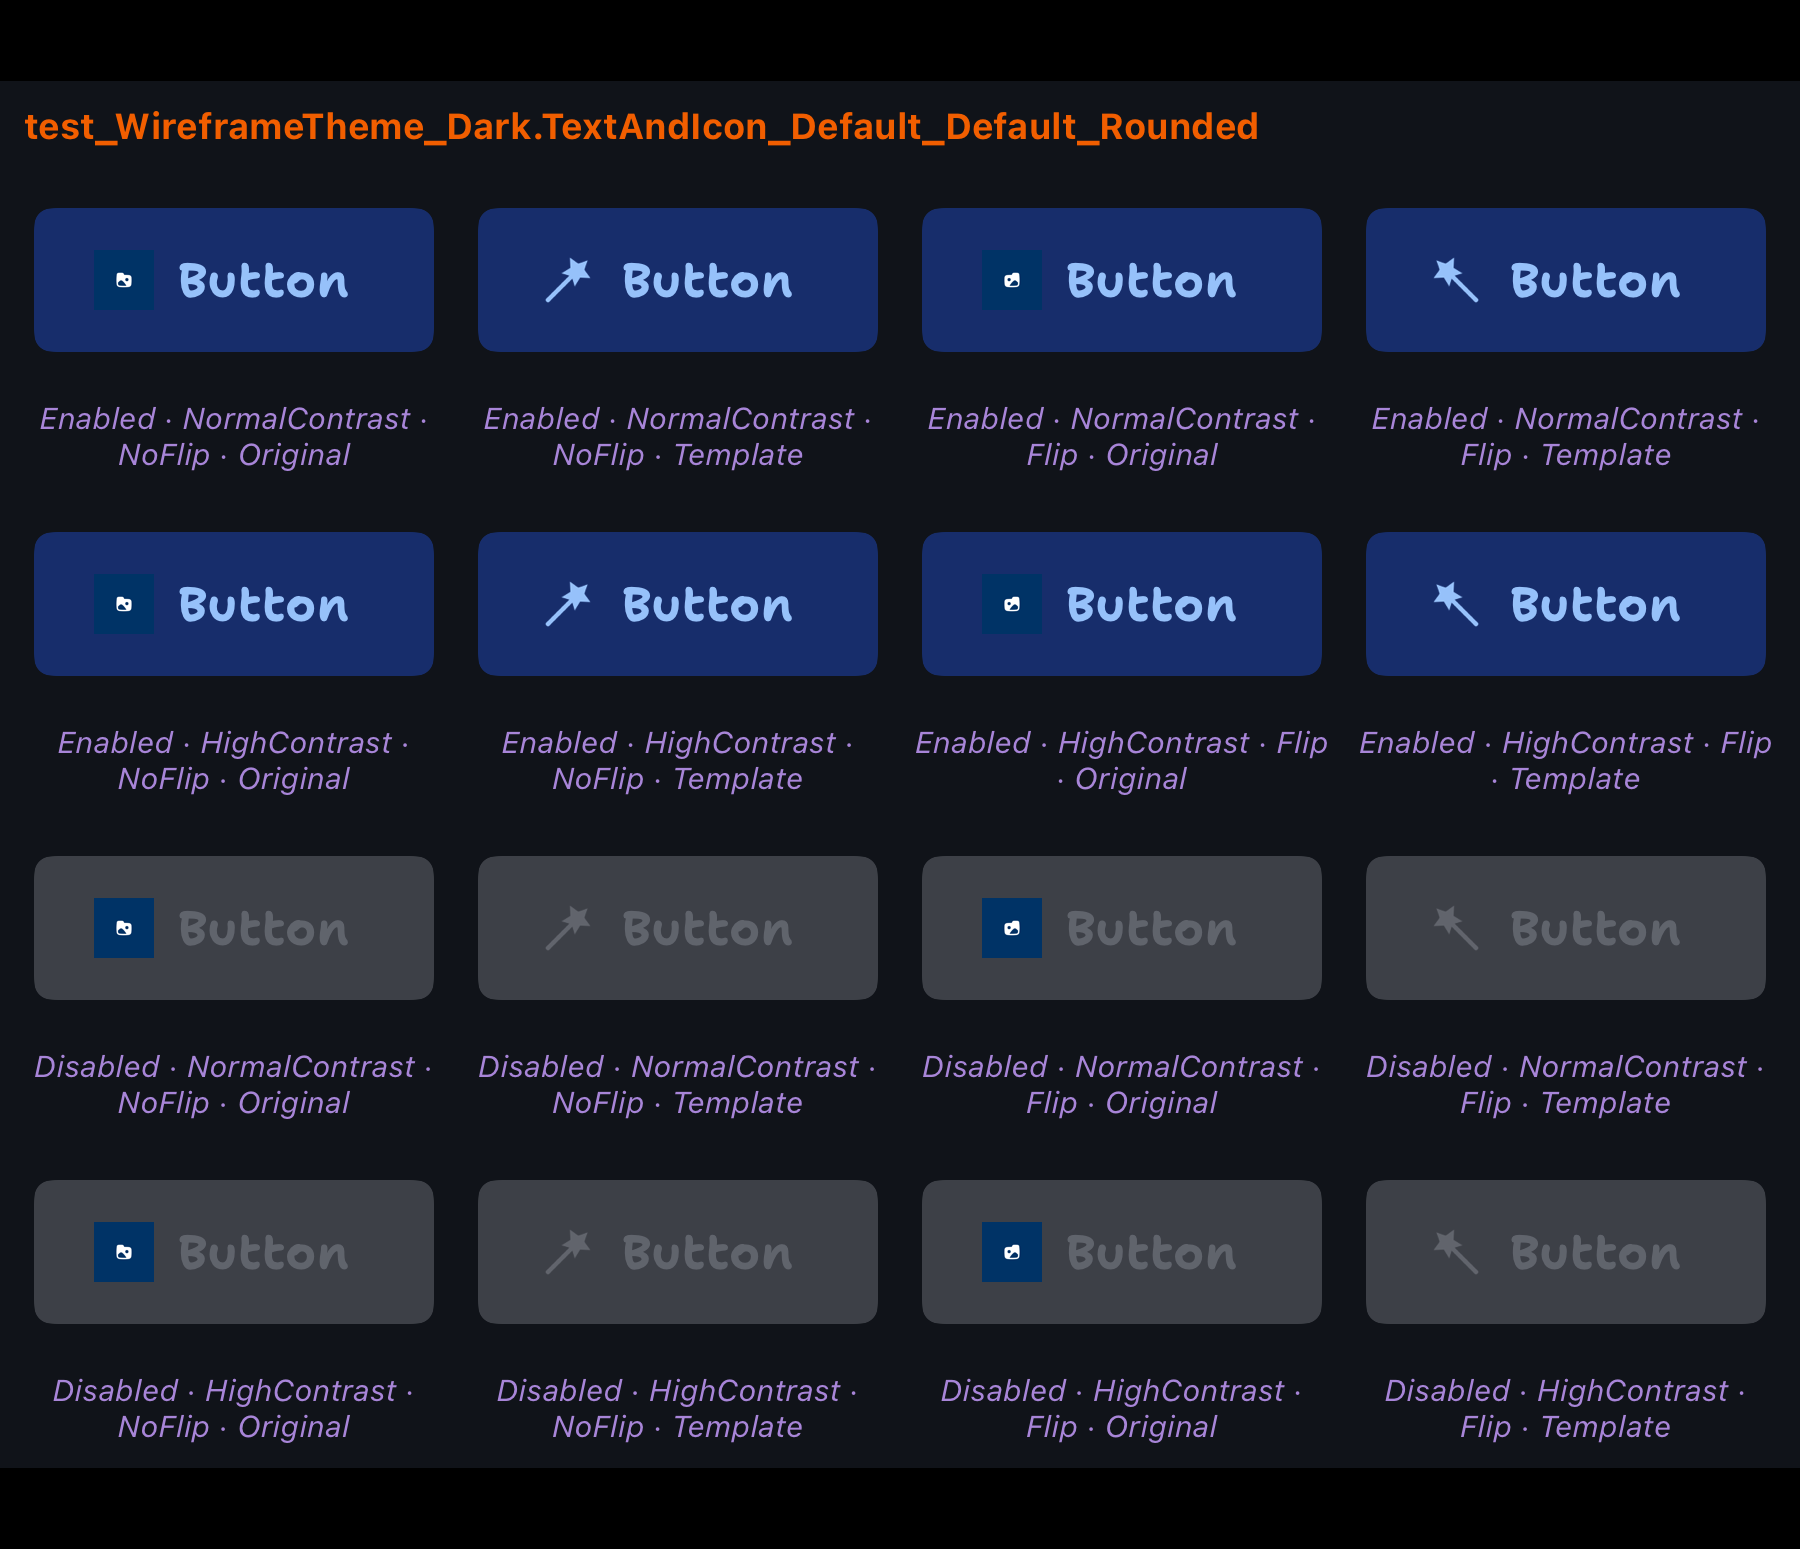 test_WireframeTheme_Dark.TextAndIcon_Default_Default_Rounded
Button
Button
Button
Button
Enabled · NormalContrast ·
NoFlip · Original
Enabled · NormalContrast ·
NoFlip · Template
Enabled · NormalContrast ·
Flip · Original
Enabled · NormalContrast ·
Flip · Template
Button
Button
Button
Button
Enabled · HighContrast ·
NoFlip · Original
Enabled · HighContrast ·
NoFlip · Template
Enabled · HighContrast · Flip
· Original
Enabled · HighContrast · Flip
· Template
Button
Button
Button
Button
Disabled · NormalContrast ·
NoFlip · Original
Disabled · NormalContrast ·
NoFlip · Template
Disabled · NormalContrast ·
Flip · Original
Disabled · NormalContrast ·
Flip · Template
Button
Button
Button
Button
Disabled · HighContrast ·
NoFlip · Original
Disabled · HighContrast ·
NoFlip · Template
Disabled · HighContrast ·
Flip · Original
Disabled · HighContrast ·
Flip · Template